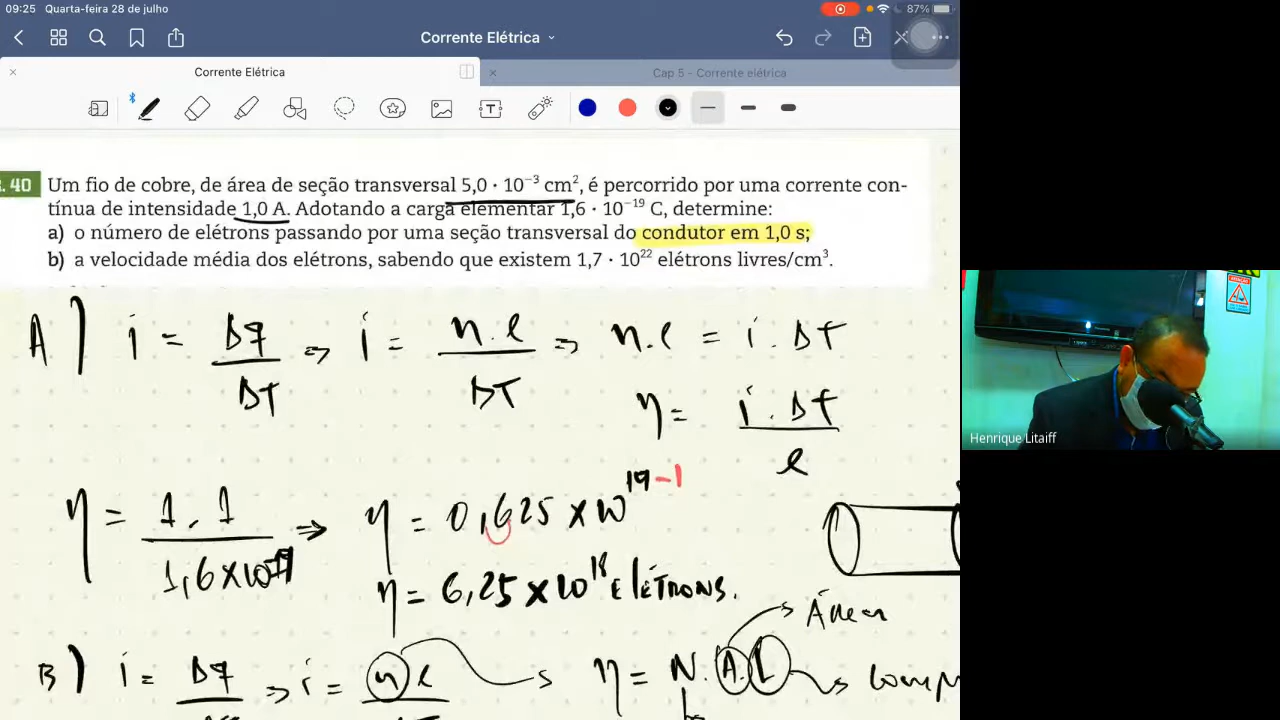 09:25 Quarta-feira 28 de julho
87%
Corrente Elétrica
Corrente Elétrica
Cap 5 - Corrente elétrica
T
. 40 Um fio de cobre, de área de seção transversal 5,0 · 10⁻³ cm², é percorrido por uma corrente con-
tínua de intensidade 1,0 A. Adotando a carga elementar 1,6 · 10⁻¹⁹ C, determine:
a) o número de elétrons passando por uma seção transversal do condutor em 1,0 s;
b) a velocidade média dos elétrons, sabendo que existem 1,7 · 10²² elétrons livres/cm³.
A) i = Δq/ΔT ⇒ i = n.e/ΔT ⇒ n.e = i.Δt
n = i.Δt/e
n = 1.1/1,6x10⁻¹⁹ ⇒ n = 0,625 x10¹⁹⁻¹
n = 6,25 x10¹⁸ ELÉTRONS.
Área
B) i = Δq ⇒ i = n e
n = N.A.L
comp
Henrique Litaiff